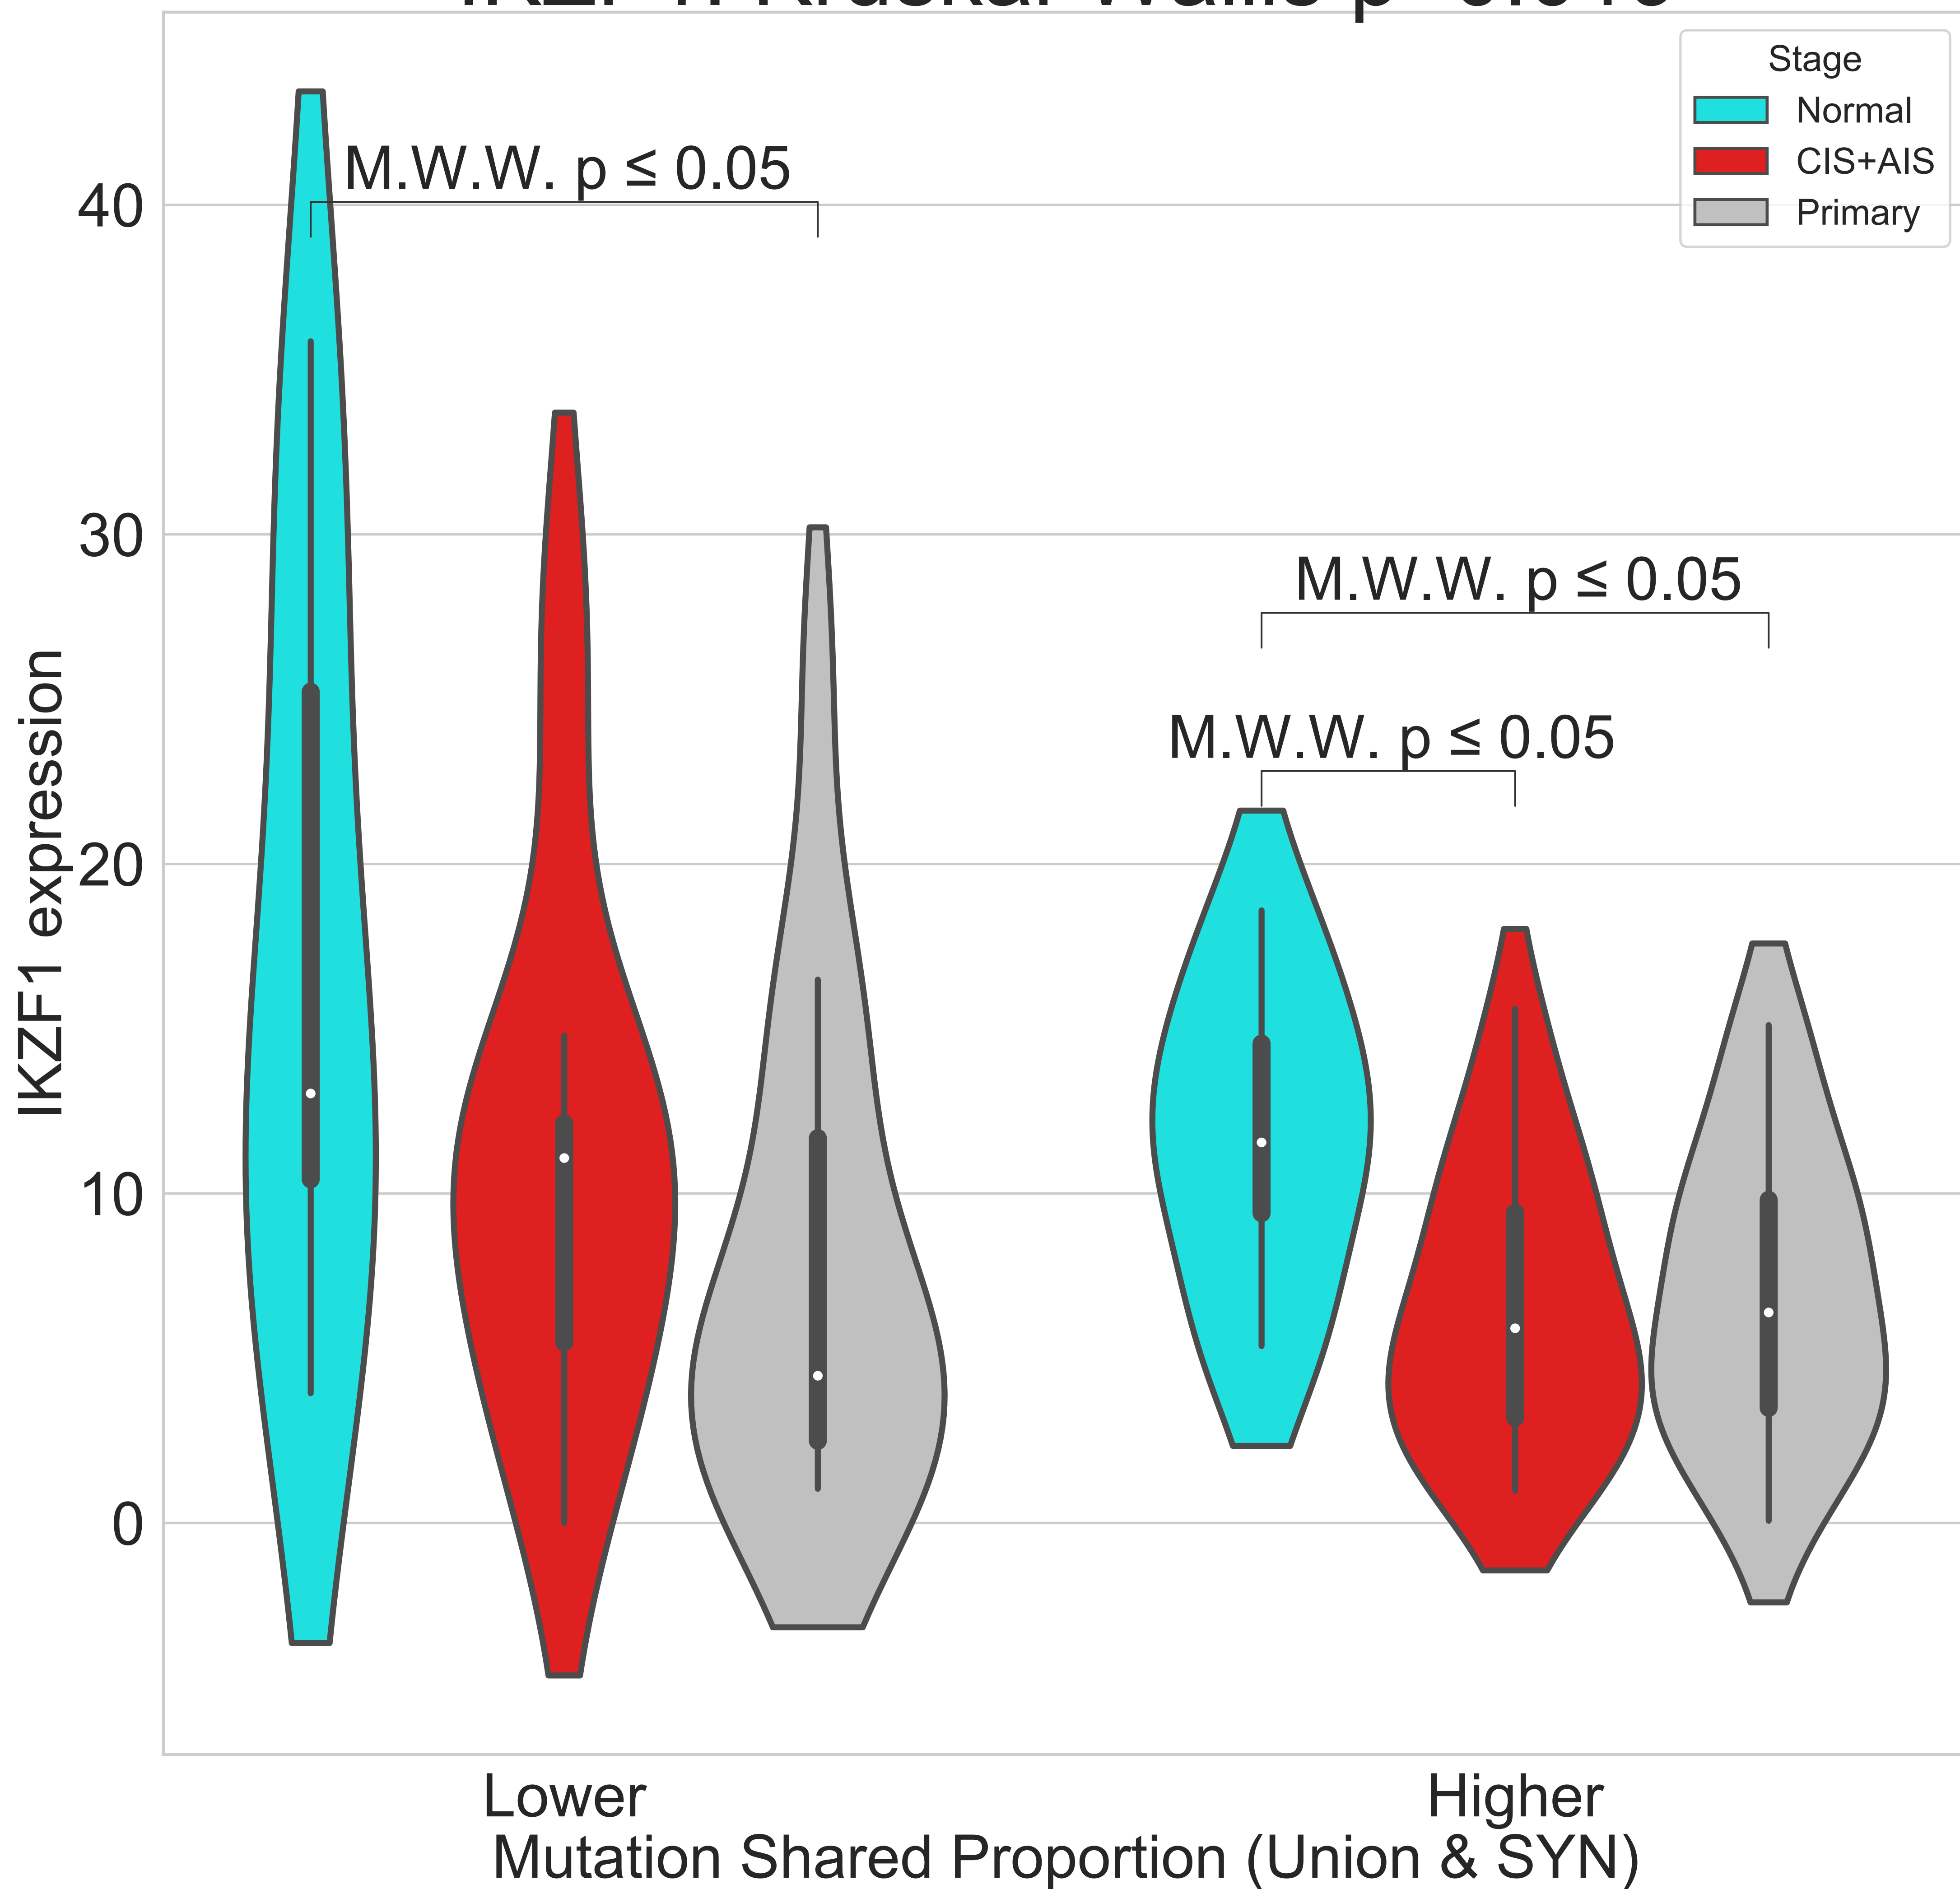 Stage
Normal
CIS+AIS
Primary
M.W.W. p ≤ 0.05
M.W.W. p ≤ 0.05
M.W.W. p ≤ 0.05
40
30
20
10
0
IKZF1 expression
Lower
Higher
Mutation Shared Proportion (Union & SYN)